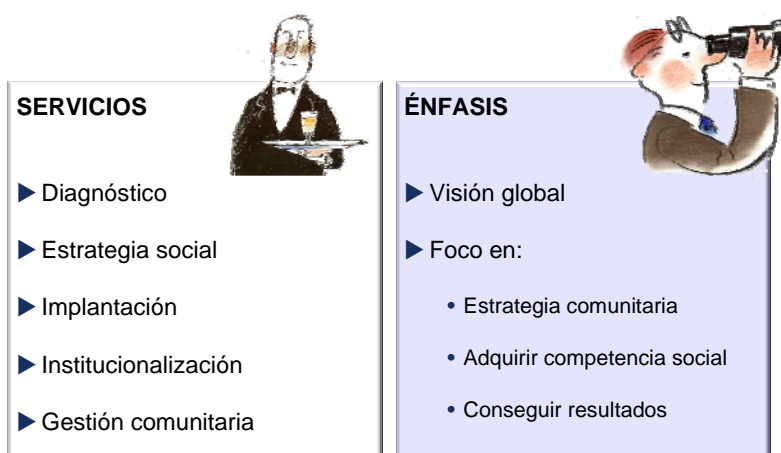 SERVICIOS
Diagnóstico
Estrategia social
Implantación
Institucionalización
Gestión comunitaria
ÉNFASIS
Visión global
Foco en:
• Estrategia comunitaria
• Adquirir competencia social
• Conseguir resultados